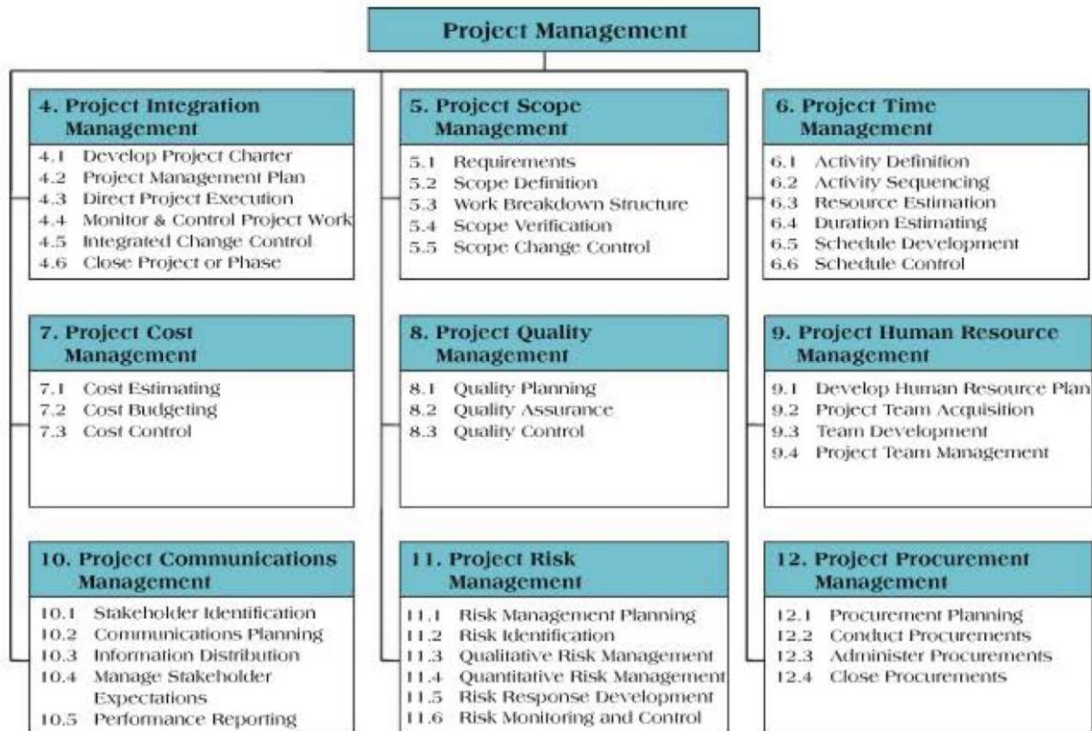 Project Management
4. Project Integration
Management
4.1 Develop Project Charter
4.2 Project Management Plan
4.3 Direct Project Execution
4.4 Monitor & Control Project Work
4.5 Integrated Change Control
4.6 Close Project or Phase
5. Project Scope
Management
5.1 Requirements
5.2 Scope Definition
5.3 Work Breakdown Structure
5.4 Scope Verification
5.5 Scope Change Control
6. Project Time
Management
6.1 Activity Definition
6.2 Activity Sequencing
6.3 Resource Estimation
6.4 Duration Estimating
6.5 Schedule Development
6.6 Schedule Control
7. Project Cost
Management
7.1 Cost Estimating
7.2 Cost Budgeting
7.3 Cost Control
8. Project Quality
Management
8.1 Quality Planning
8.2 Quality Assurance
8.3 Quality Control
9. Project Human Resource
Management
9.1 Develop Human Resource Plan
9.2 Project Team Acquisition
9.3 Team Development
9.4 Project Team Management
10. Project Communications
Management
10.1 Stakeholder Identification
10.2 Communications Planning
10.3 Information Distribution
10.4 Manage Stakeholder
Expectations
10.5 Performance Reporting
11. Project Risk
Management
11.1 Risk Management Planning
11.2 Risk Identification
11.3 Qualitative Risk Management
11.4 Quantitative Risk Management
11.5 Risk Response Development
11.6 Risk Monitoring and Control
12. Project Procurement
Management
12.1 Procurement Planning
12.2 Conduct Procurements
12.3 Administer Procurements
12.4 Close Procurements